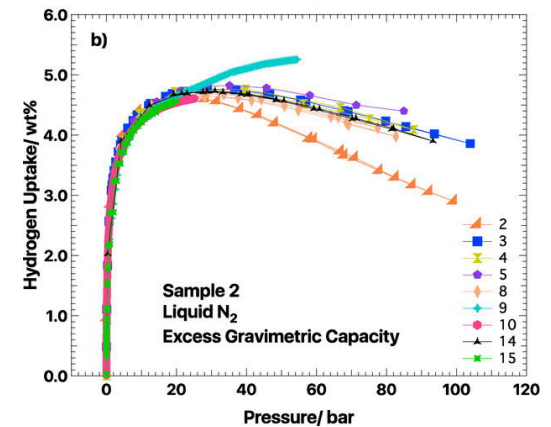 b)
6.0
5.0
4.0
3.0
2.0
1.0
0.0
Hydrogen Uptake/ wt%
Sample 2
Liquid N₂
Excess Gravimetric Capacity
2
3
4
5
8
9
10
14
15
0 20 40 60 80 100 120
Pressure/ bar